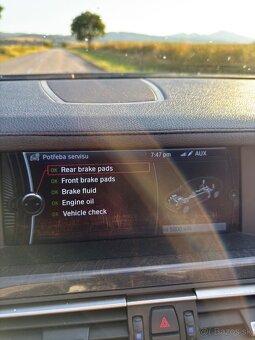 Potřeba servisu 7:47 pm AUX
OK Rear brake pads
OK Front brake pads
OK Brake fluid
OK Engine oil
OK Vehicle check